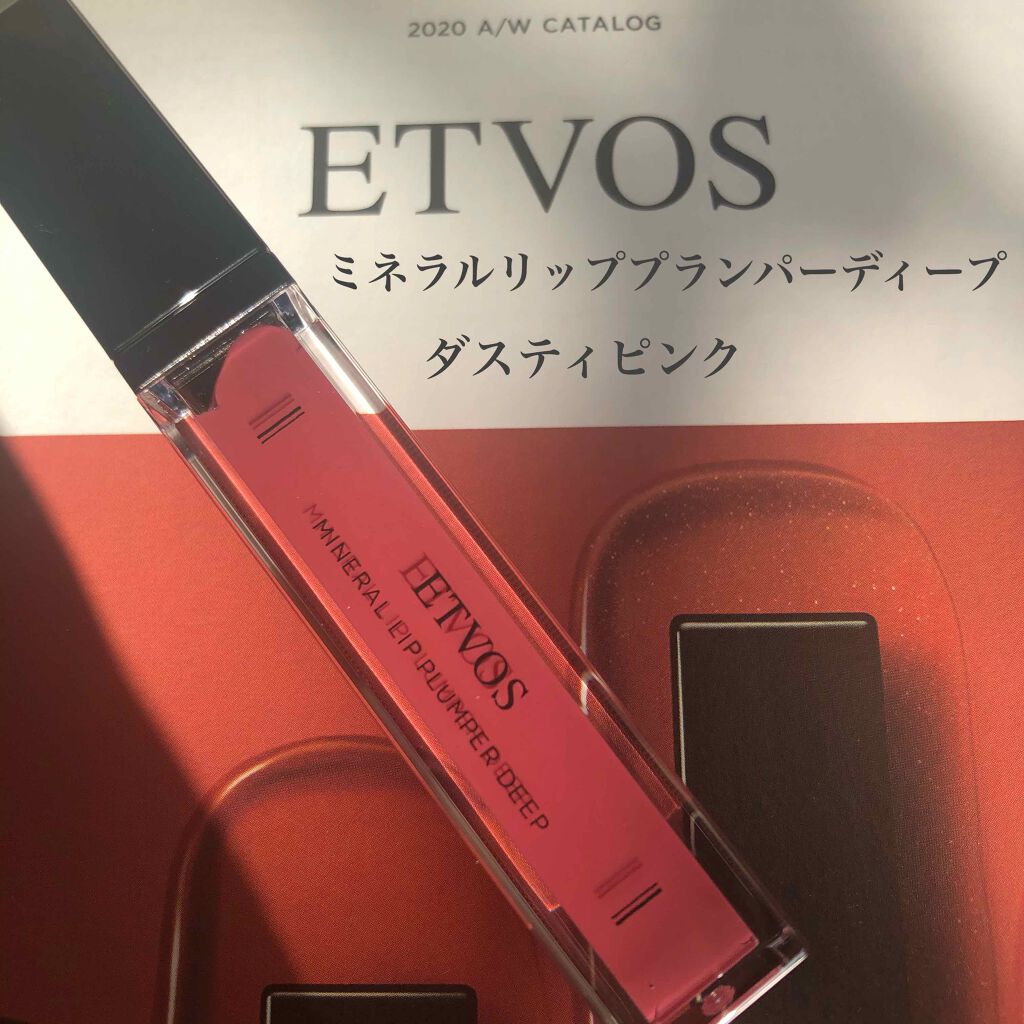 2020 A/W CATALOG
ETVOS
ミネラルリッププランパーディープ
ダスティピンク
ETVOS
MINERAL LIP PLUMPER DEEP